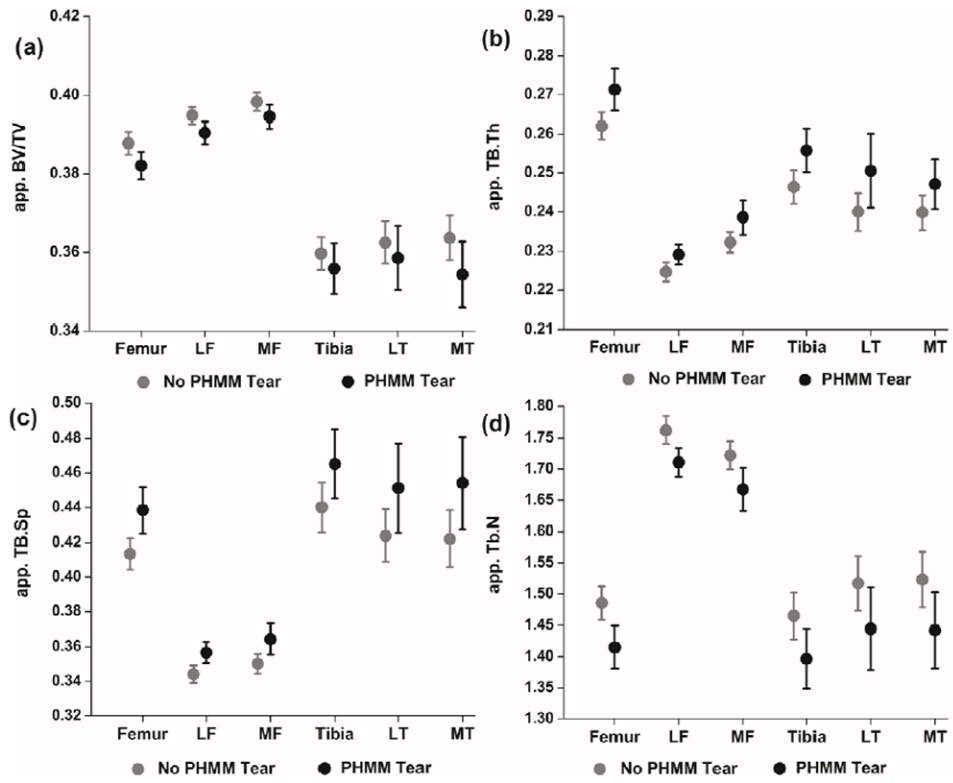 (a)
app. BV/TV
0.42
0.40
0.38
0.36
0.34
Femur LF MF Tibia LT MT
No PHMM Tear PHMM Tear
(b)
app. TB.Th
0.29
0.28
0.27
0.26
0.25
0.24
0.23
0.22
0.21
Femur LF MF Tibia LT MT
No PHMM Tear PHMM Tear
(c)
app. TB.Sp
0.50
0.48
0.46
0.44
0.42
0.40
0.38
0.36
0.34
0.32
Femur LF MF Tibia LT MT
No PHMM Tear PHMM Tear
(d)
app. Tb.N
1.80
1.75
1.70
1.65
1.60
1.55
1.50
1.45
1.40
1.35
1.30
Femur LF MF Tibia LT MT
No PHMM Tear PHMM Tear